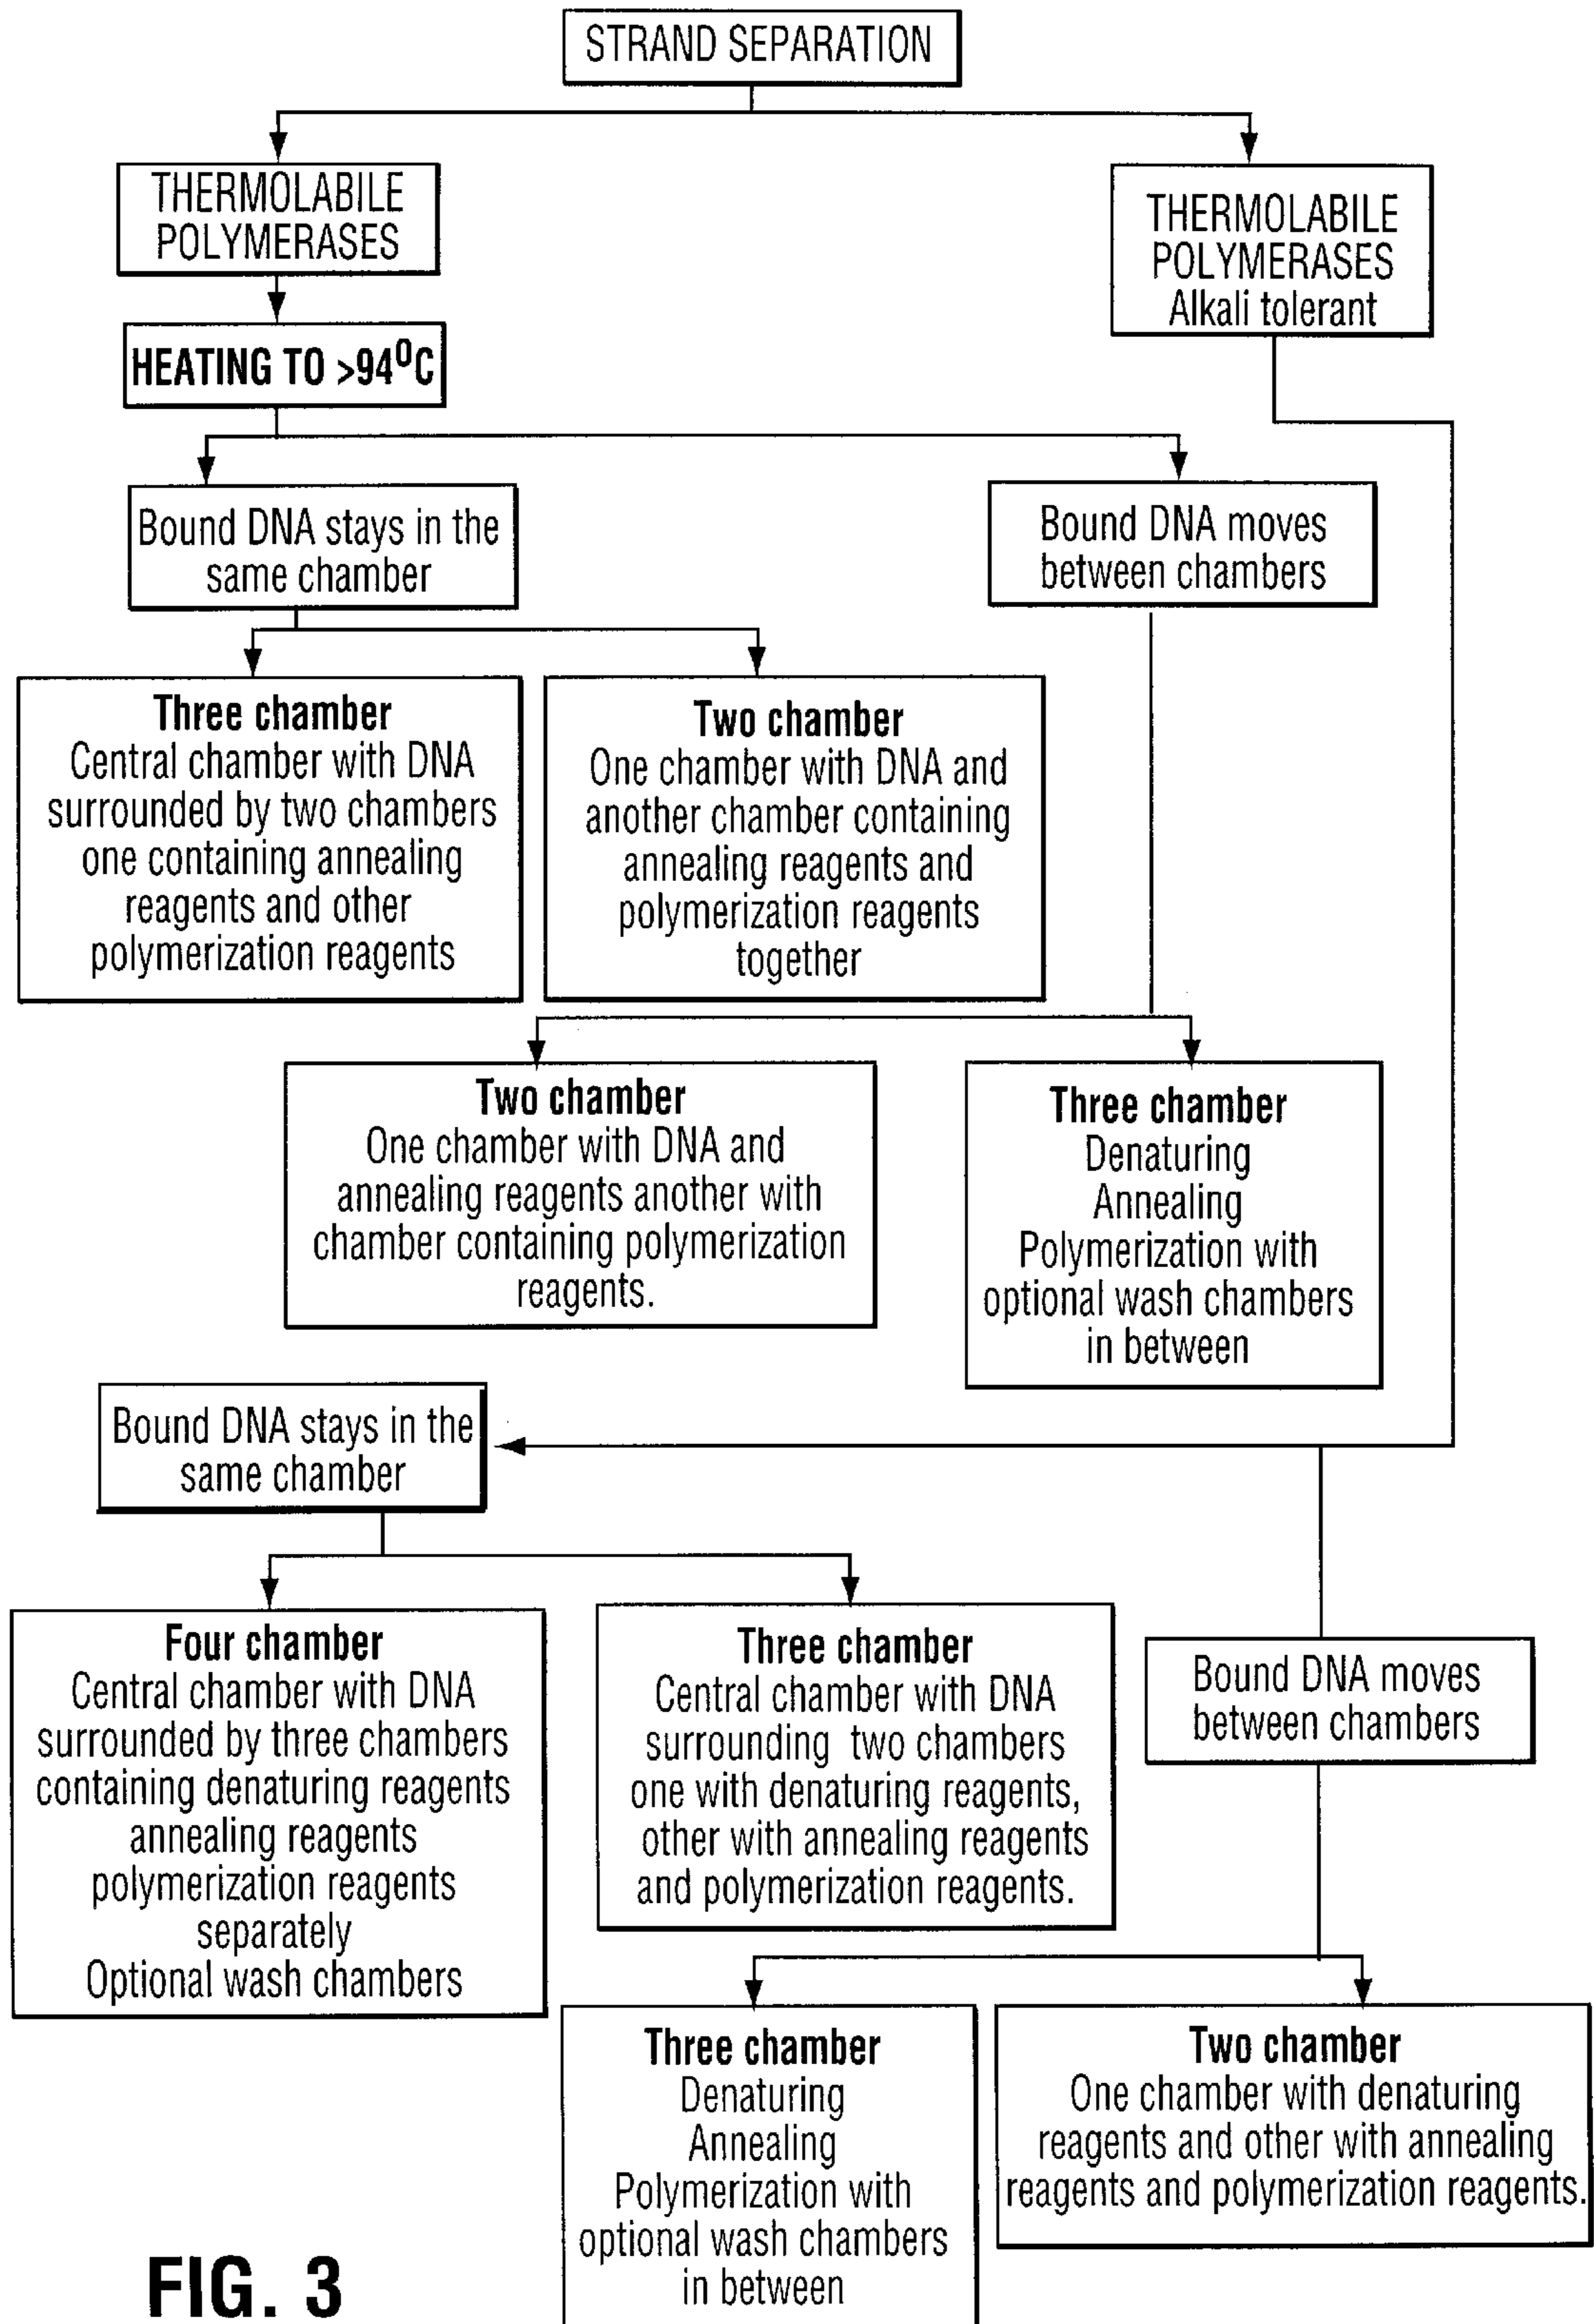 STRAND SEPARATION
THERMOLABILE
POLYMERASES
THERMOLABILE
POLYMERASES
Alkali tolerant
HEATING TO >94⁰C
Bound DNA stays in the
same chamber
Bound DNA moves
between chambers
Three chamber
Central chamber with DNA
surrounded by two chambers
one containing annealing
reagents and other
polymerization reagents
Two chamber
One chamber with DNA and
another chamber containing
annealing reagents and
polymerization reagents
together
Two chamber
One chamber with DNA and
annealing reagents another with
chamber containing polymerization
reagents.
Three chamber
Denaturing
Annealing
Polymerization with
optional wash chambers
in between
Bound DNA stays in the
same chamber
Four chamber
Central chamber with DNA
surrounded by three chambers
containing denaturing reagents
annealing reagents
polymerization reagents
separately
Optional wash chambers
Three chamber
Central chamber with DNA
surrounding two chambers
one with denaturing reagents,
other with annealing reagents
and polymerization reagents.
Bound DNA moves
between chambers
Three chamber
Denaturing
Annealing
Polymerization with
optional wash chambers
in between
Two chamber
One chamber with denaturing
reagents and other with annealing
reagents and polymerization reagents.
FIG. 3